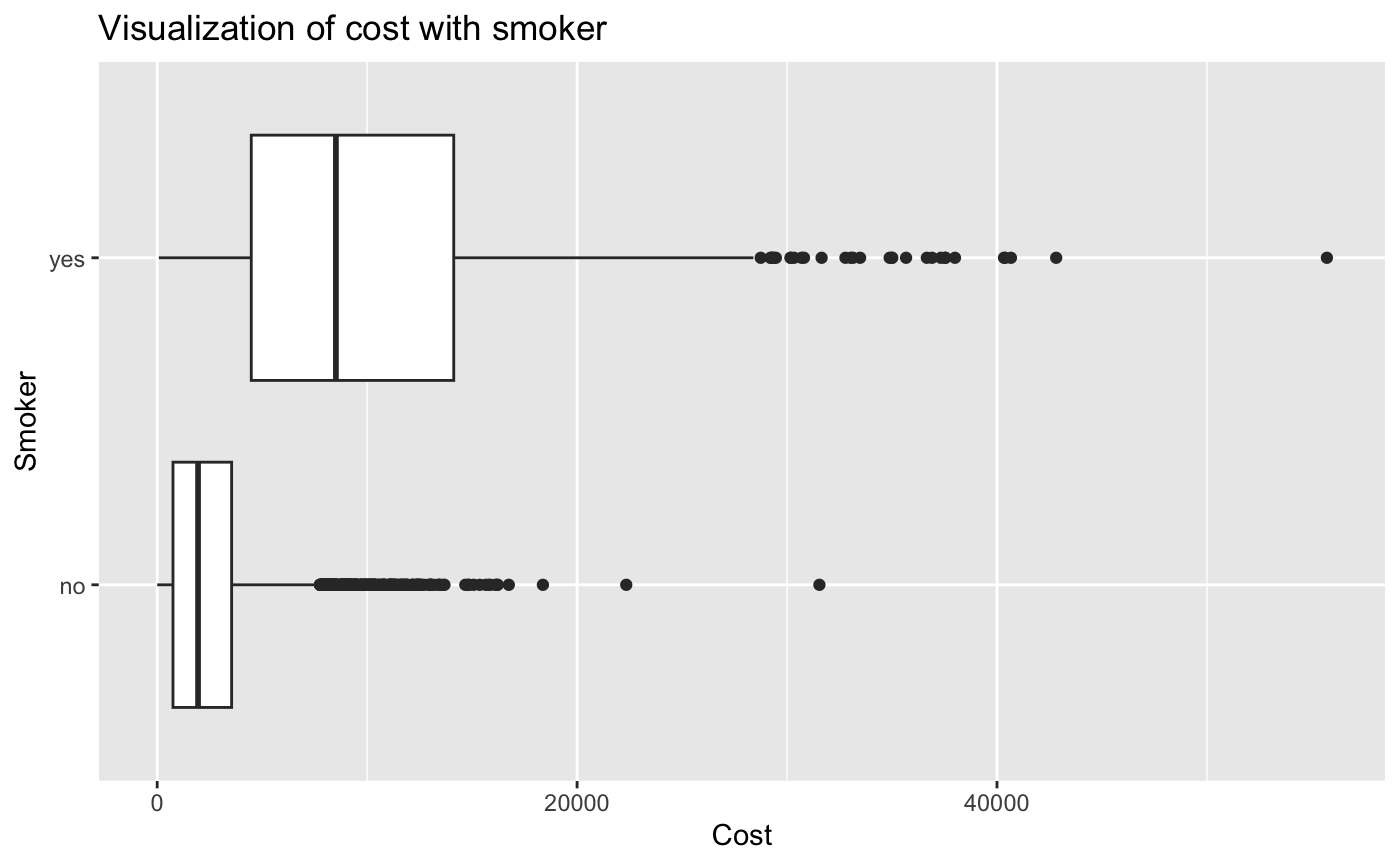 Visualization of cost with smoker
yes
no
Smoker
0
20000
40000
Cost